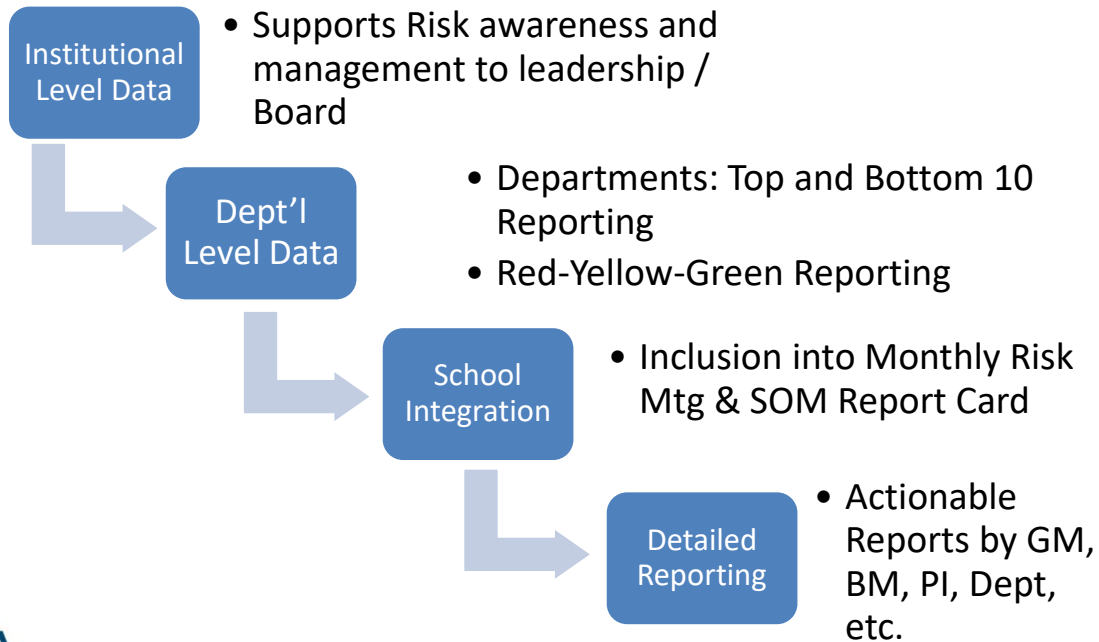 Institutional
Level Data
• Supports Risk awareness and
management to leadership /
Board
Dept'l
Level Data
• Departments: Top and Bottom 10
Reporting
• Red-Yellow-Green Reporting
School
Integration
• Inclusion into Monthly Risk
Mtg & SOM Report Card
Detailed
Reporting
• Actionable
Reports by GM,
BM, PI, Dept,
etc.